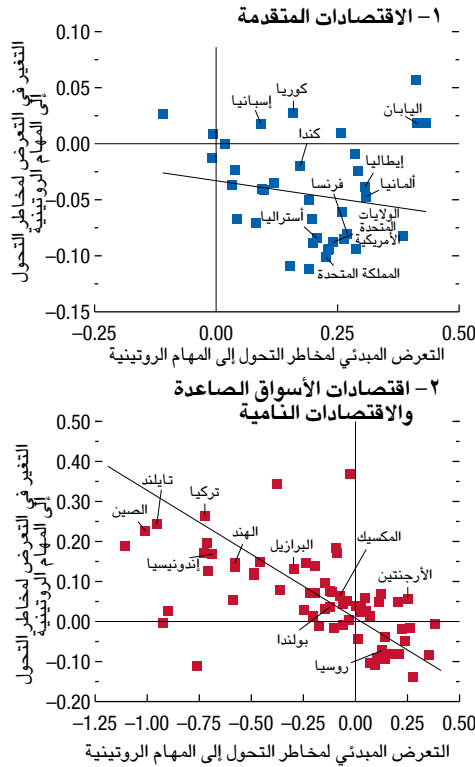 ١– الاقتصادات المتقدمة
التغير في التعرض لمخاطر التحول
إلى المهام الروتينية
0.10
0.05
0.00
–0.05
–0.10
–0.15
إسبانيا
كوريا
اليابان
كندا
إيطاليا
ألمانيا
فرنسا
أستراليا
الولايات
المتحدة
الأمريكية
المملكة المتحدة
–0.25
0.00
0.25
0.50
التعرض المبدئي لمخاطر التحول إلى المهام الروتينية
٢– اقتصادات الأسواق الصاعدة
والاقتصادات النامية
التغير في التعرض لمخاطر التحول
إلى المهام الروتينية
0.50
0.40
0.30
0.20
0.10
0.00
–0.10
–0.20
تايلند
الصين
تركيا
الهند
إندونيسيا
البرازيل
المكسيك
الأرجنتين
بولندا
روسيا
–1.25
–1.00
–0.75
–0.50
–0.25
0.00
0.25
0.50
التعرض المبدئي لمخاطر التحول إلى المهام الروتينية